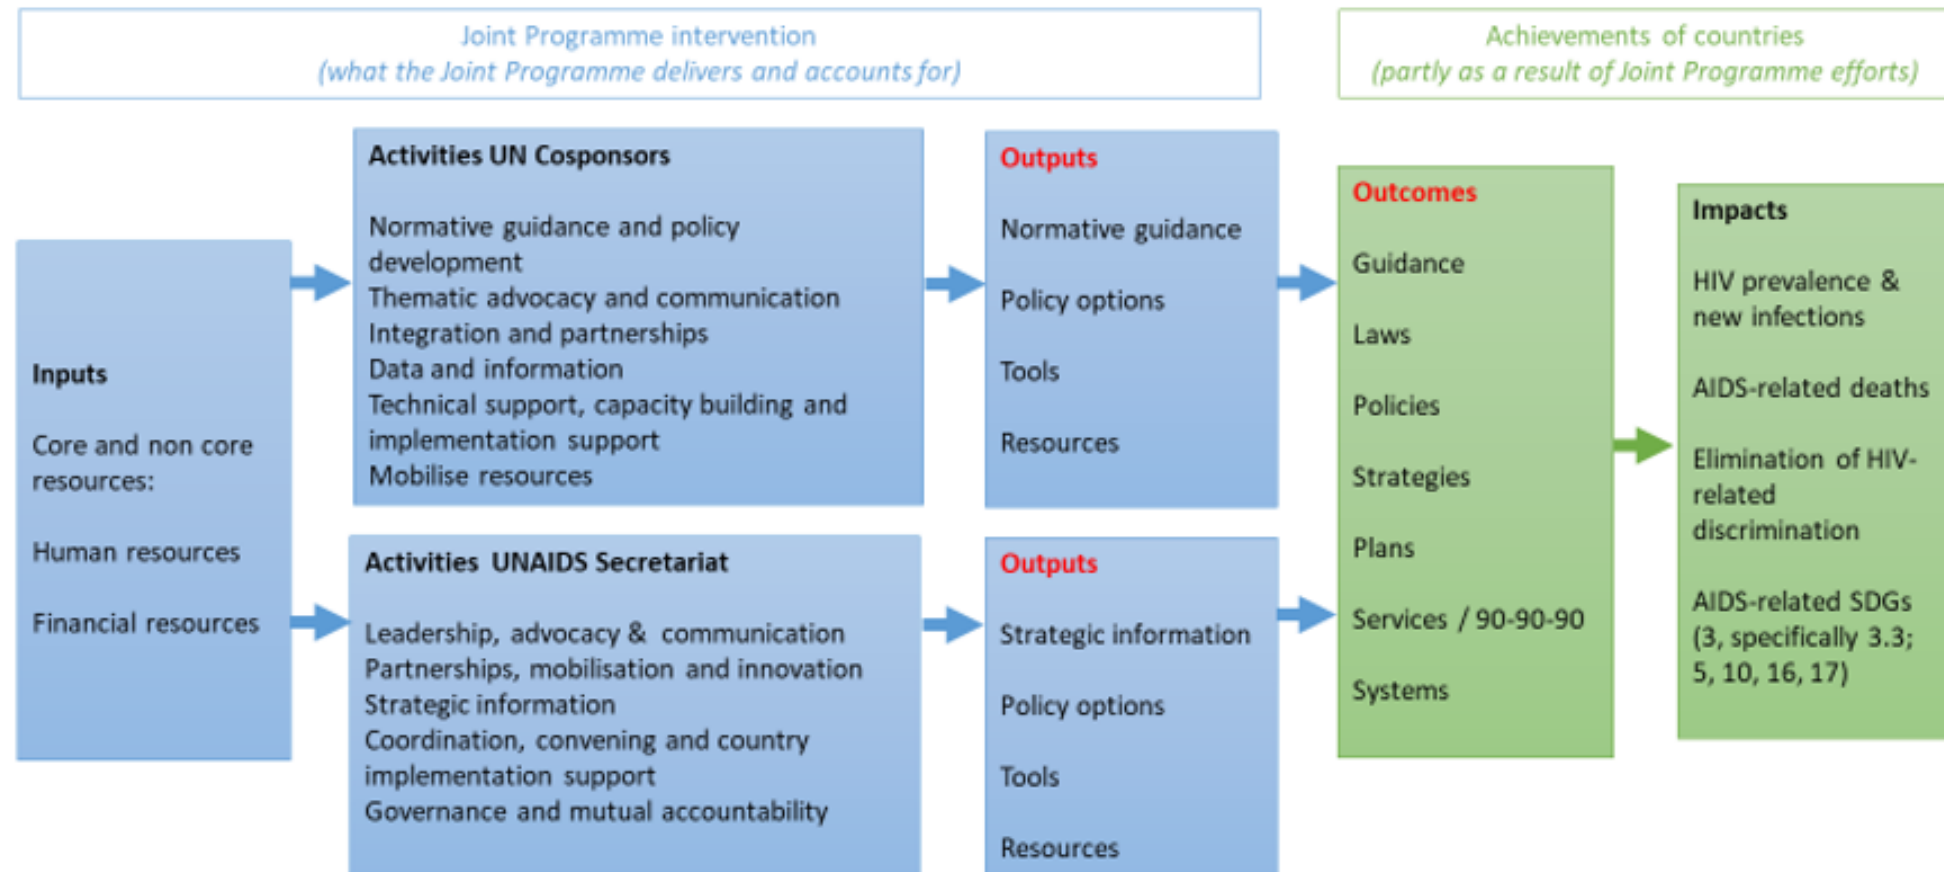 Joint Programme intervention
(what the Joint Programme delivers and accounts for)
Achievements of countries
(partly as a result of Joint Programme efforts)
Inputs
Core and non core
resources:
Human resources
Financial resources
Activities UN Cosponsors
Normative guidance and policy
development
Thematic advocacy and communication
Integration and partnerships
Data and information
Technical support, capacity building and
implementation support
Mobilise resources
Activities UNAIDS Secretariat
Leadership, advocacy & communication
Partnerships, mobilisation and innovation
Strategic information
Coordination, convening and country
implementation support
Governance and mutual accountability
Outputs
Normative guidance
Policy options
Tools
Resources
Outputs
Strategic information
Policy options
Tools
Resources
Outcomes
Guidance
Laws
Policies
Strategies
Plans
Services / 90-90-90
Systems
Impacts
HIV prevalence &
new infections
AIDS-related deaths
Elimination of HIV-
related
discrimination
AIDS-related SDGs
(3, specifically 3.3;
5, 10, 16, 17)